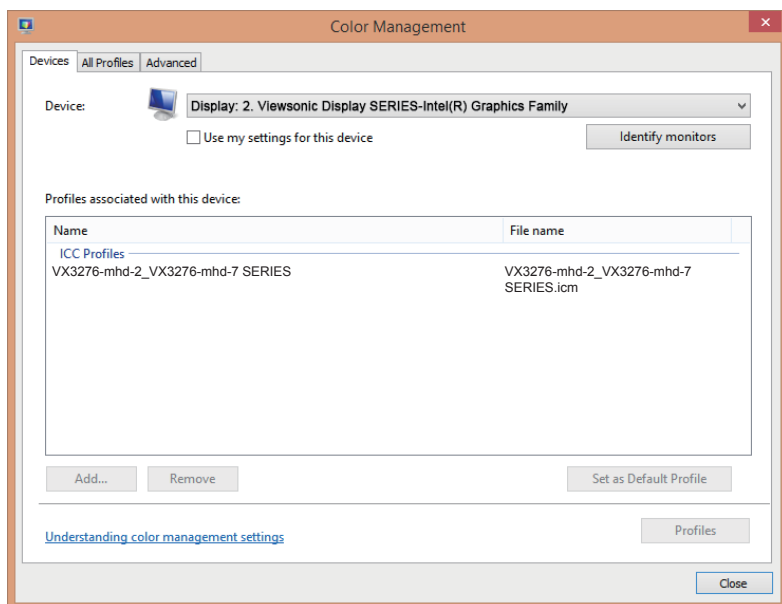 Color Management
Devices All Profiles Advanced
Device: Display: 2. Viewsonic Display SERIES-Intel(R) Graphics Family
Use my settings for this device Identify monitors
Profiles associated with this device:
Name File name
ICC Profiles
VX3276-mhd-2_VX3276-mhd-7 SERIES VX3276-mhd-2_VX3276-mhd-7
SERIES.icm
Add... Remove Set as Default Profile
Understanding color management settings Profiles
Close